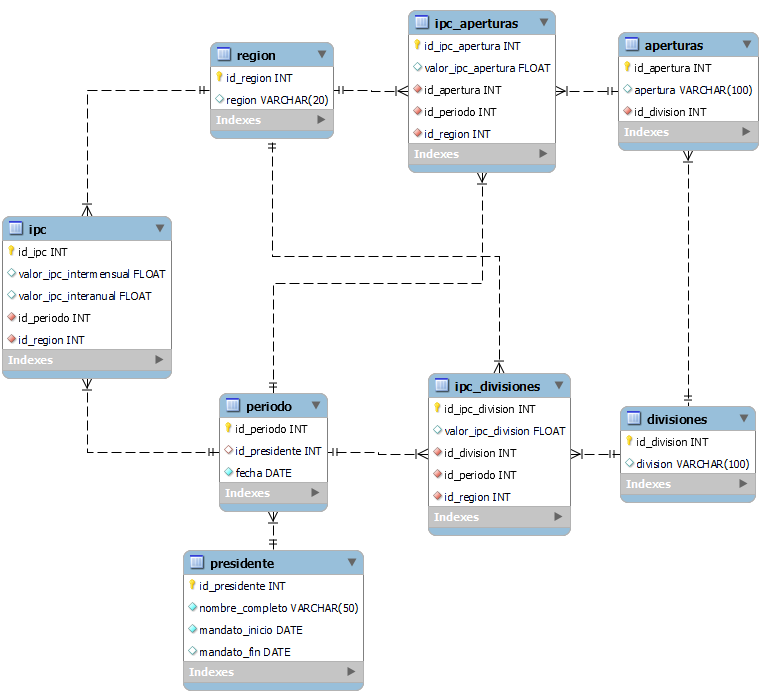 ipc_aperturas
id_ipc_apertura INT
valor_ipc_apertura FLOAT
id_apertura INT
id_periodo INT
id_region INT
Indexes
aperturas
id_apertura INT
apertura VARCHAR(100)
id_division INT
Indexes
region
id_region INT
region VARCHAR(20)
Indexes
ipc
id_ipc INT
valor_ipc_intermensual FLOAT
valor_ipc_interanual FLOAT
id_periodo INT
id_region INT
Indexes
periodo
id_periodo INT
id_presidente INT
fecha DATE
Indexes
ipc_divisiones
id_ipc_division INT
valor_ipc_division FLOAT
id_division INT
id_periodo INT
id_region INT
Indexes
divisiones
id_division INT
division VARCHAR(100)
Indexes
presidente
id_presidente INT
nombre_completo VARCHAR(50)
mandato_inicio DATE
mandato_fin DATE
Indexes